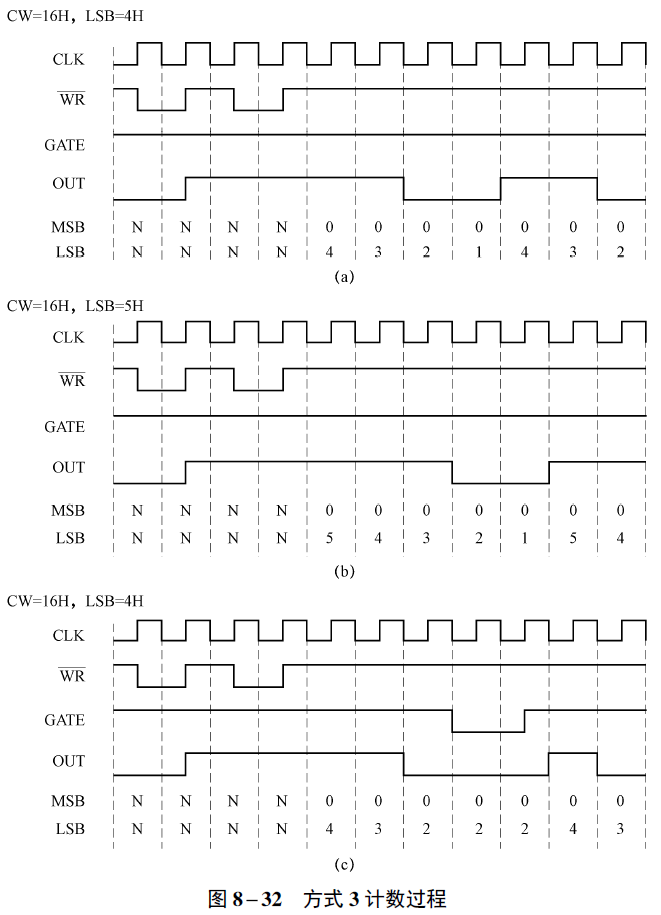 CW=16H，LSB=4H
CLK
WR
GATE
OUT
MSB N N N N 0 0 0 0 0 0 0
LSB N N N N 4 3 2 1 4 3 2
(a)
CW=16H，LSB=5H
CLK
WR
GATE
OUT
MSB N N N N 0 0 0 0 0 0 0
LSB N N N N 5 4 3 2 1 5 4
(b)
CW=16H，LSB=4H
CLK
WR
GATE
OUT
MSB N N N N 0 0 0 0 0 0 0
LSB N N N N 4 3 2 2 2 4 3
(c)
图 8-32 方式 3 计数过程